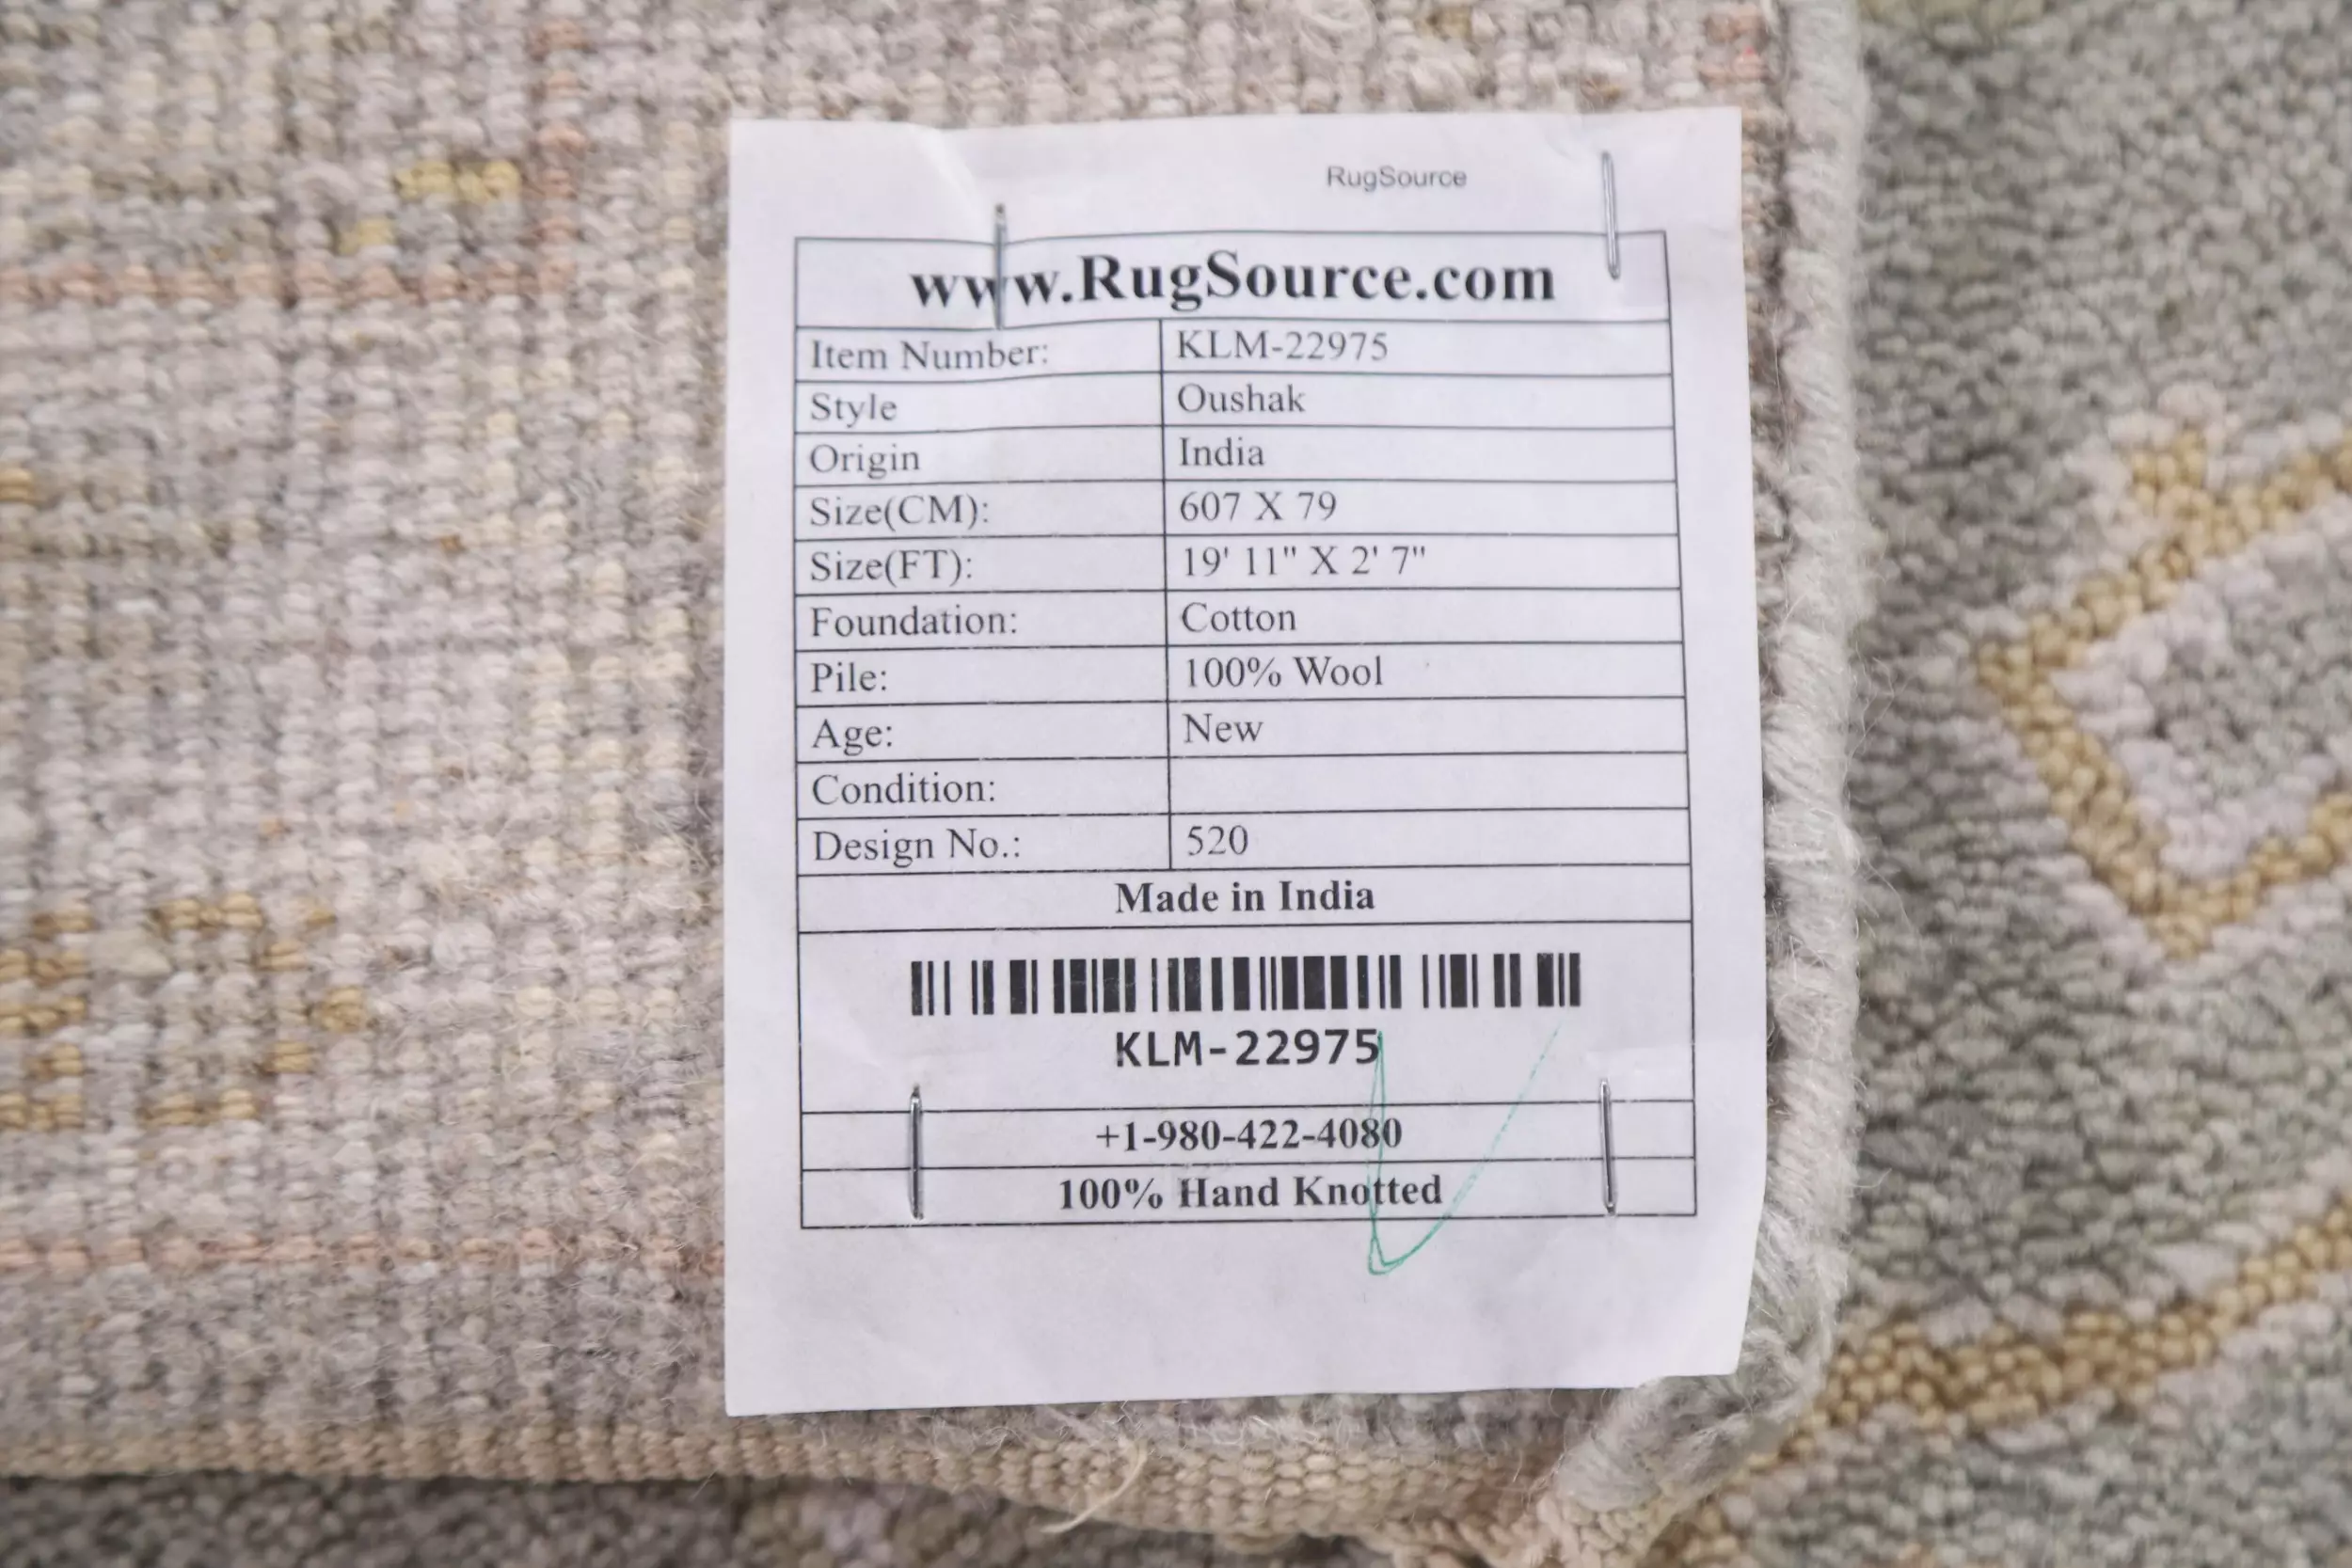 RugSource
www.RugSource.com
Item Number: KLM-22975
Style Oushak
Origin India
Size(CM): 607 X 79
Size(FT): 19' 11" X 2' 7"
Foundation: Cotton
Pile: 100% Wool
Age: New
Condition:
Design No.: 520
Made in India
KLM-22975
+1-980-422-4080
100% Hand Knotted